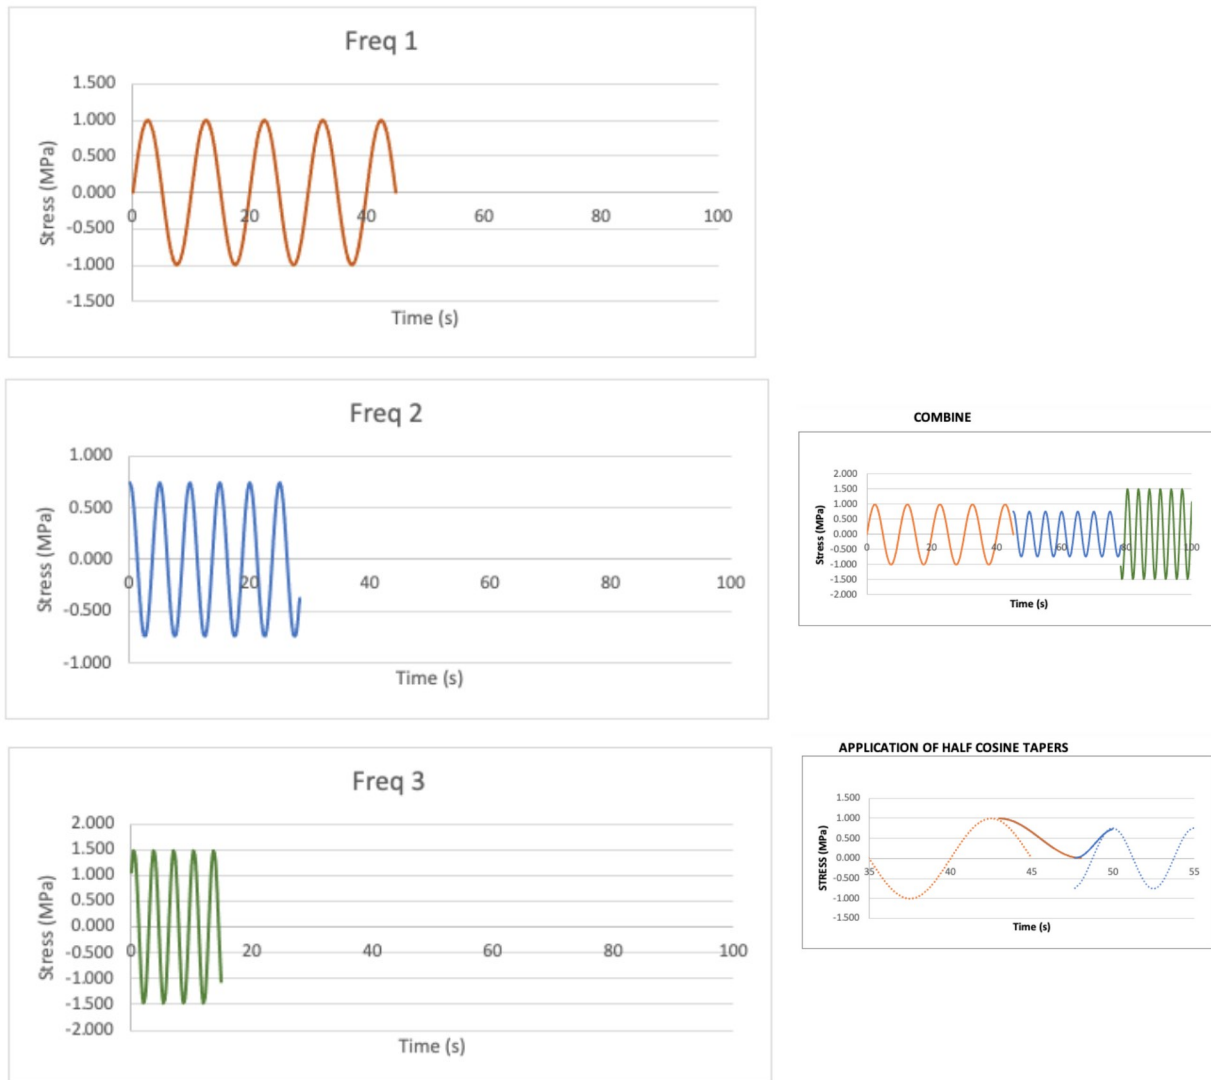 Freq 1
1.500
1.000
0.500
0.000
-0.500
-1.000
-1.500
0 20 40 60 80 100
Stress (MPa)
Time (s)
Freq 2
1.000
0.500
0.000
-0.500
-1.000
0 20 40 60 80 100
Stress (MPa)
Time (s)
COMBINE
2.000
1.500
1.000
0.500
0.000
-0.500
-1.000
-1.500
-2.000
0 20 40 60 80 100
Stress (MPa)
Time (s)
Freq 3
2.000
1.500
1.000
0.500
0.000
-0.500
-1.000
-1.500
-2.000
0 20 40 60 80 100
Stress (MPa)
Time (s)
APPLICATION OF HALF COSINE TAPERS
1.500
1.000
0.500
0.000
-0.500
-1.000
-1.500
35 40 45 50 55
STRESS (MPa)
Time (s)